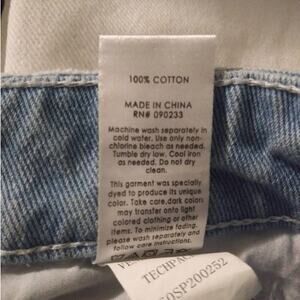 100% COTTON
MADE IN CHINA
RN# 090233
Machine wash separately in
cold water. Use only non-
chlorine bleach as needed.
Tumble dry low. Cool iron
as needed. Do not dry
clean.
This garment was specially
dyed to produce its unique
color. Take care,dark colors
may transfer onto light
colored clothing or other
items. To minimize fading,
please wash separately and
follow care instructions.
TECHPAC
0SP200252